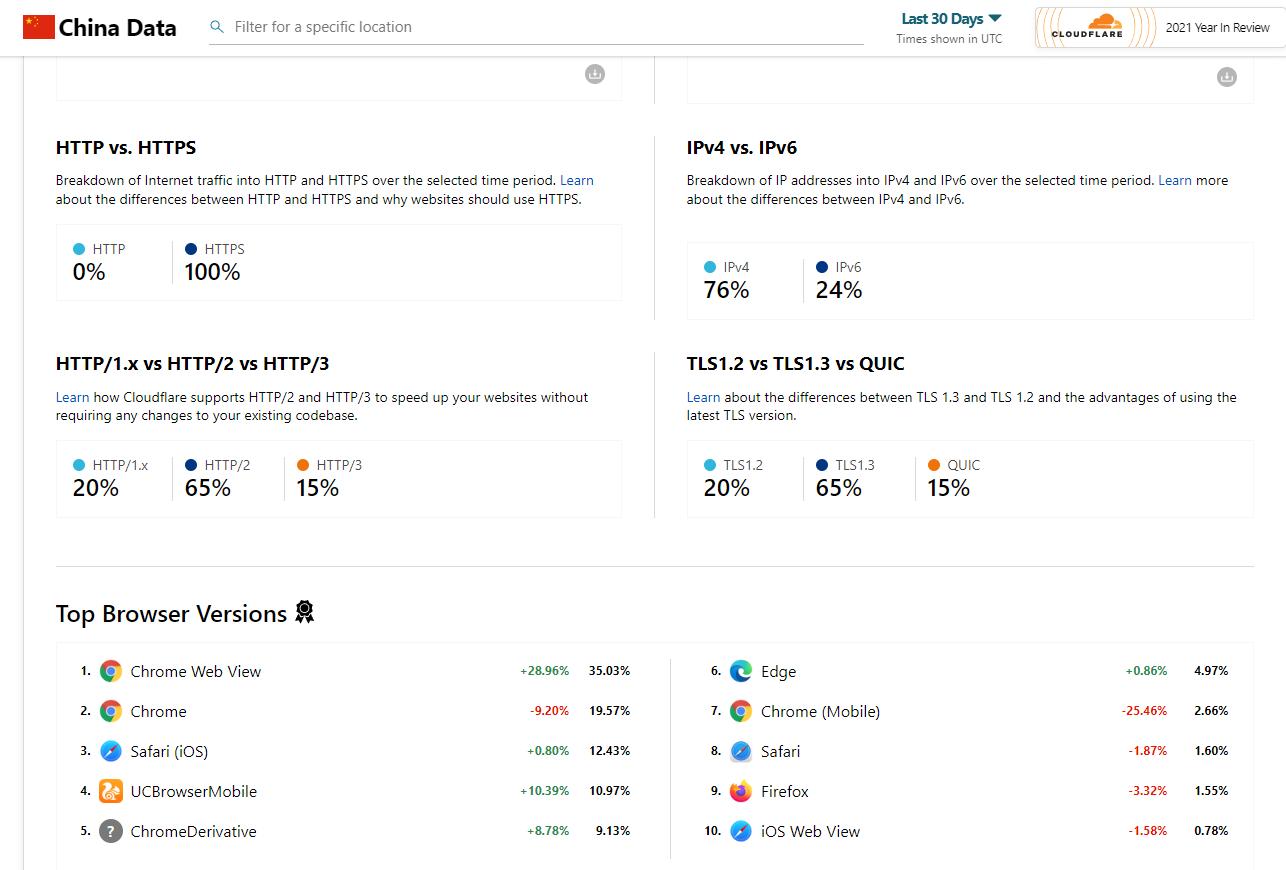 China Data
Filter for a specific location
Last 30 Days
Times shown in UTC
CLOUDFLARE
2021 Year In Review
HTTP vs. HTTPS
Breakdown of Internet traffic into HTTP and HTTPS over the selected time period. Learn
about the differences between HTTP and HTTPS and why websites should use HTTPS.
HTTP
HTTPS
0%
100%
IPv4 vs. IPv6
Breakdown of IP addresses into IPv4 and IPv6 over the selected time period. Learn more
about the differences between IPv4 and IPv6.
IPv4
IPv6
76%
24%
HTTP/1.x vs HTTP/2 vs HTTP/3
Learn how Cloudflare supports HTTP/2 and HTTP/3 to speed up your websites without
requiring any changes to your existing codebase.
HTTP/1.x
HTTP/2
HTTP/3
20%
65%
15%
TLS1.2 vs TLS1.3 vs QUIC
Learn about the differences between TLS 1.3 and TLS 1.2 and the advantages of using the
latest TLS version.
TLS1.2
TLS1.3
QUIC
20%
65%
15%
Top Browser Versions
1. Chrome Web View +28.96% 35.03%
2. Chrome -9.20% 19.57%
3. Safari (iOS) +0.80% 12.43%
4. UCBrowserMobile +10.39% 10.97%
5. ? ChromeDerivative +8.78% 9.13%
6. Edge +0.86% 4.97%
7. Chrome (Mobile) -25.46% 2.66%
8. Safari -1.87% 1.60%
9. Firefox -3.32% 1.55%
10. iOS Web View -1.58% 0.78%